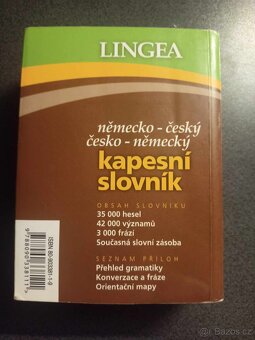 LINGEA
německo - český
česko - německý
kapesní
slovník
OBSAH SLOVNÍKU
35 000 hesel
42 000 významů
3 000 frází
Současná slovní zásoba
SEZNAM PŘÍLOH
Přehled gramatiky
Konverzace a fráze
Orientační mapy
Bazos.cz